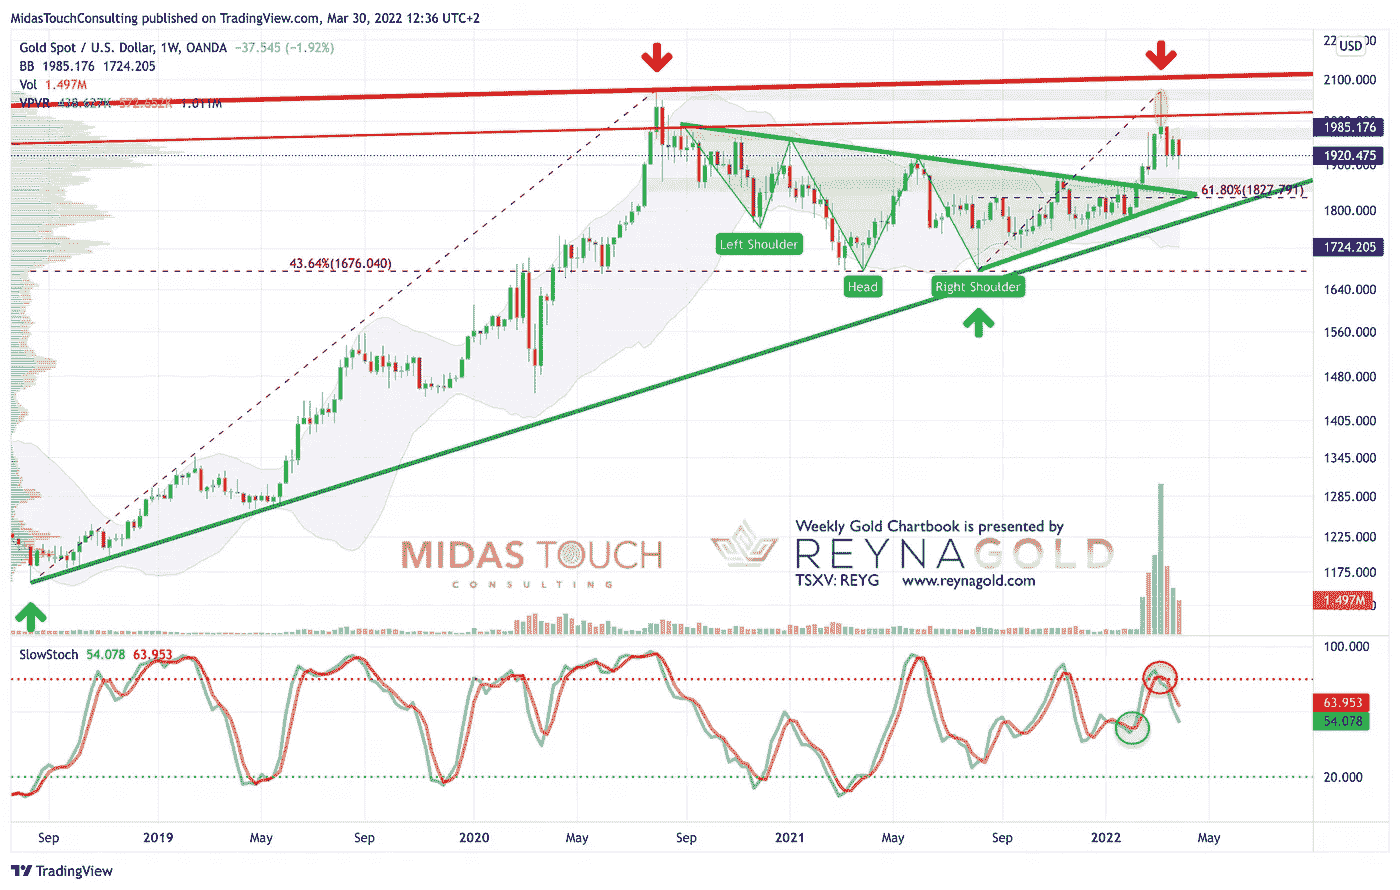 MidasTouchConsulting published on TradingView.com, Mar 30, 2022 12:36 UTC+2
Gold Spot / U.S. Dollar, 1W, OANDA −37.545 (−1.92%)
BB 1985.176 1724.205
Vol 1.497M
VPVR 1.011M
USD
2100.000
1985.176
1920.475
61.80%(1827.791)
1800.000
Left Shoulder
1724.205
43.64%(1676.040)
Head
Right Shoulder
1640.000
1560.000
1480.000
1405.000
1345.000
1285.000
1225.000
1175.000
MIDAS TOUCH
CONSULTING
Weekly Gold Chartbook is presented by
REYNAGOLD
TSXV: REYG www.reynagold.com
1.497M
SlowStoch 54.078 63.953
100.000
63.953
54.078
20.000
Sep 2019 May Sep 2020 May Sep 2021 May Sep 2022 May
TradingView